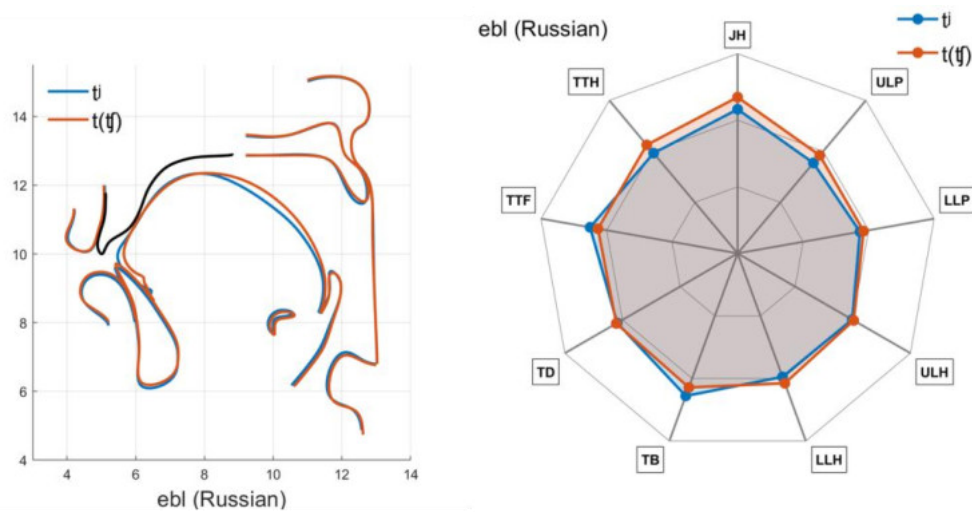 tʲ
t(tʃ)
14
12
10
8
6
4
4
6
8
10
12
14
ebl (Russian)
ebl (Russian)
tʲ
t(tʃ)
JH
ULP
LLP
ULH
LLH
TB
TD
TTF
TTH